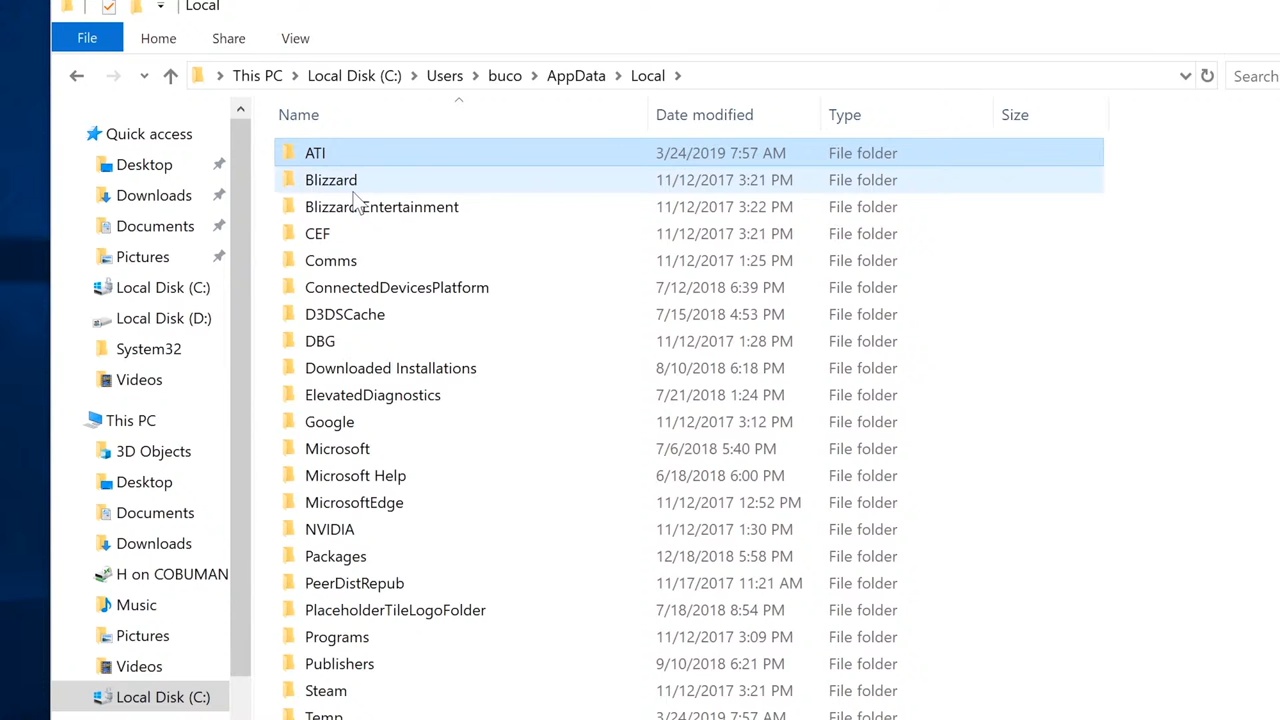 Local
File Home Share View
This PC Local Disk (C:) Users buco AppData Local Search
Name Date modified Type Size
Quick access
Desktop
Downloads
Documents
Pictures
Local Disk (C:)
Local Disk (D:)
System32
Videos
This PC
3D Objects
Desktop
Documents
Downloads
H on COBUMAN
Music
Pictures
Videos
Local Disk (C:)
ATI 3/24/2019 7:57 AM File folder
Blizzard 11/12/2017 3:21 PM File folder
Blizzard Entertainment 11/12/2017 3:22 PM File folder
CEF 11/12/2017 3:21 PM File folder
Comms 11/12/2017 1:25 PM File folder
ConnectedDevicesPlatform 7/12/2018 6:39 PM File folder
D3DSCache 7/15/2018 4:53 PM File folder
DBG 11/12/2017 1:28 PM File folder
Downloaded Installations 8/10/2018 6:18 PM File folder
ElevatedDiagnostics 7/21/2018 1:24 PM File folder
Google 11/12/2017 3:12 PM File folder
Microsoft 7/6/2018 5:40 PM File folder
Microsoft Help 6/18/2018 6:00 PM File folder
MicrosoftEdge 11/12/2017 12:52 PM File folder
NVIDIA 11/12/2017 1:30 PM File folder
Packages 12/18/2018 5:58 PM File folder
PeerDistRepub 11/17/2017 11:21 AM File folder
PlaceholderTileLogoFolder 7/18/2018 8:54 PM File folder
Programs 11/12/2017 3:09 PM File folder
Publishers 9/10/2018 6:21 PM File folder
Steam 11/12/2017 3:21 PM File folder
Temp 3/24/2019 7:57 AM File folder